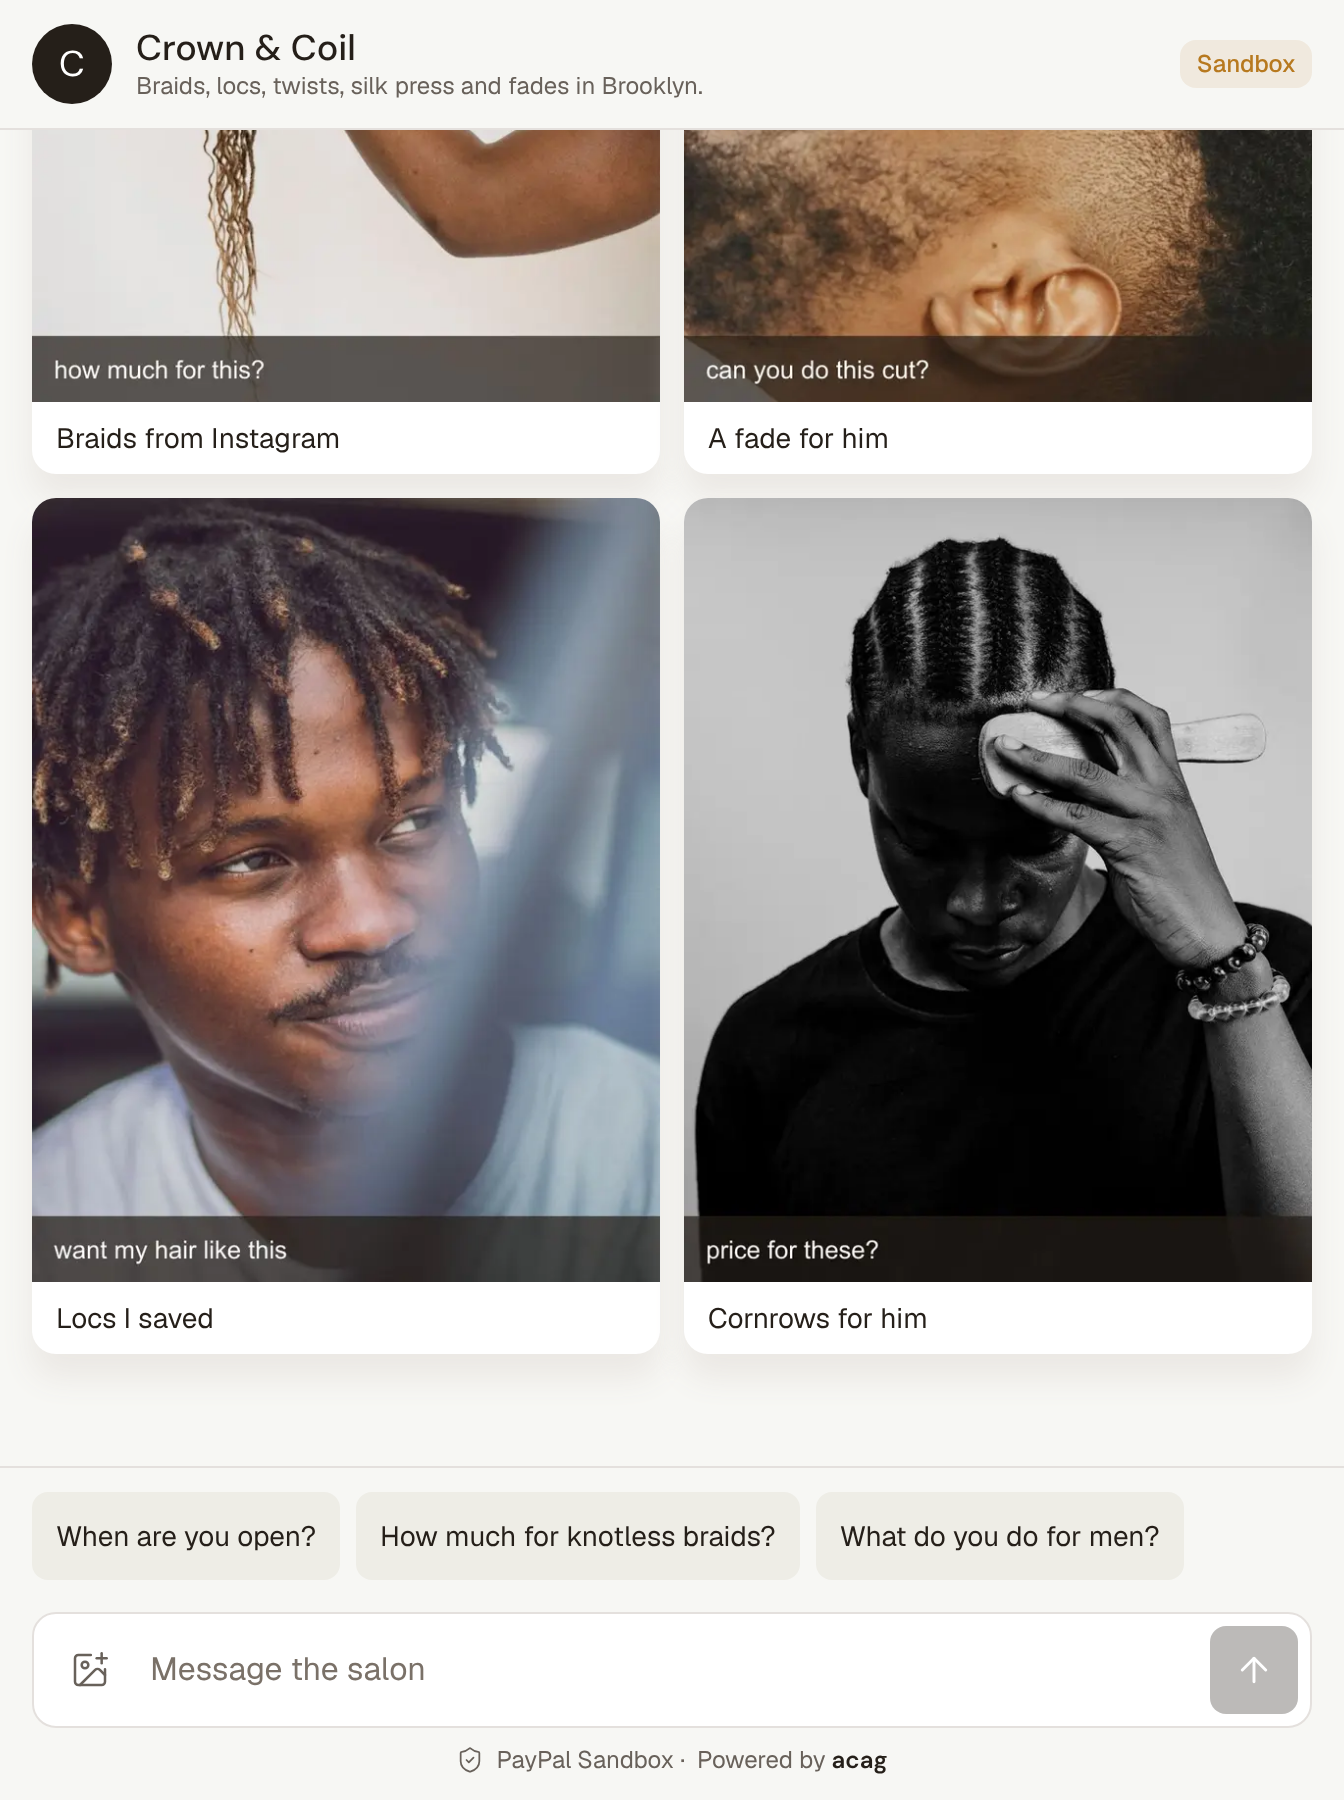 C
Crown & Coil
Braids, locs, twists, silk press and fades in Brooklyn.
Sandbox
how much for this?
can you do this cut?
Braids from Instagram
A fade for him
want my hair like this
price for these?
Locs I saved
Cornrows for him
When are you open?
How much for knotless braids?
What do you do for men?
Message the salon
PayPal Sandbox · Powered by acag